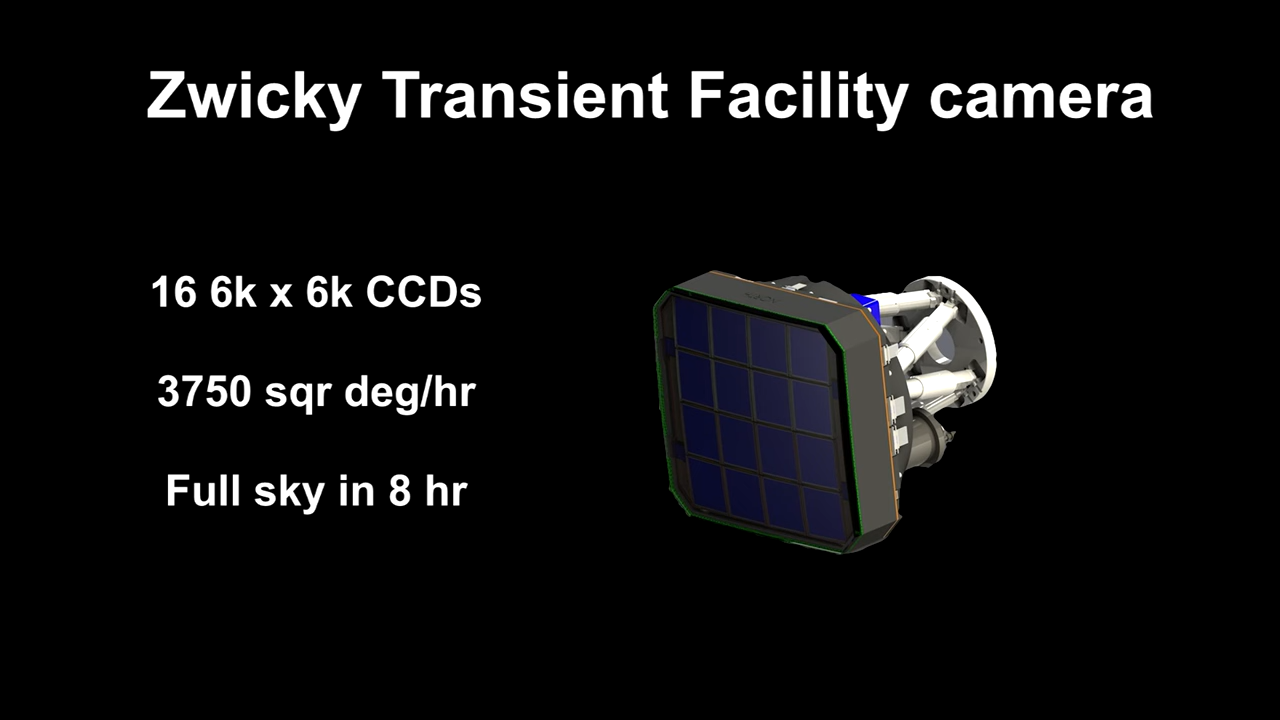 Zwicky Transient Facility camera
16 6k x 6k CCDs
3750 sqr deg/hr
Full sky in 8 hr